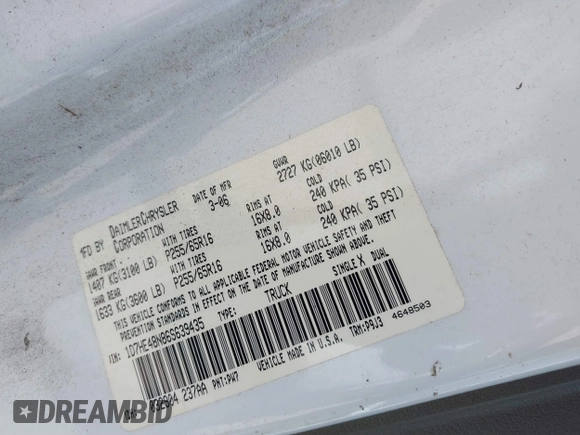 MFD BY DAIMLERCHRYSLER CORPORATION
DATE OF MFR 3-06
GVWR 2727 KG(06010 LB)
GAWR FRONT 1407 KG(3100 LB)
WITH TIRES P255/65R16
RIMS AT 16X8.0
COLD 240 KPA( 35 PSI)
GAWR REAR 1633 KG(3600 LB)
WITH TIRES P255/65R16
RIMS AT 16X8.0
COLD 240 KPA( 35 PSI)
THIS VEHICLE CONFORMS TO ALL APPLICABLE FEDERAL MOTOR VEHICLE SAFETY AND THEFT
PREVENTION STANDARDS IN EFFECT ON THE DATE OF MANUFACTURE SHOWN ABOVE.
VIN: 1D7HE48N86S639435 TYPE: TRUCK SINGLE X DUAL
237AA PNT:PW7 VEHICLE MADE IN U.S.A. TRM:P9J3 4648503
DREAMBID